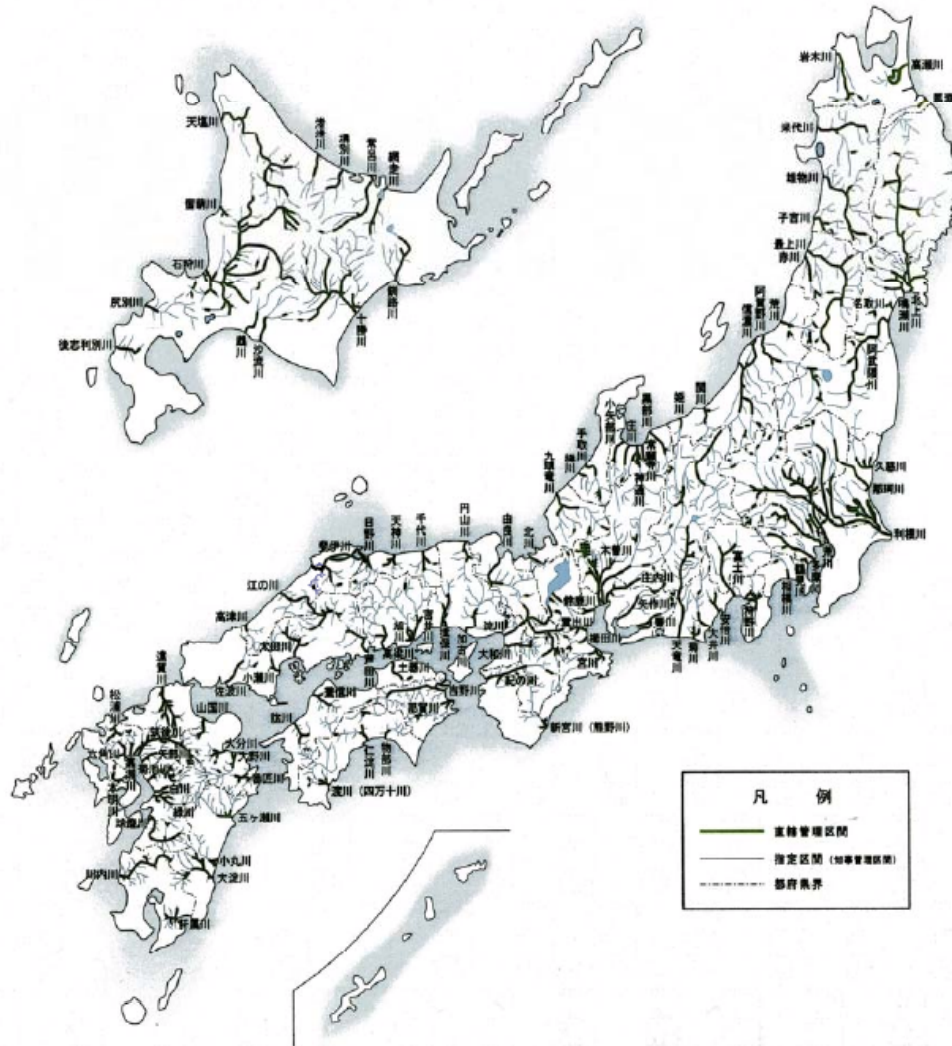 天塩川
渚滑川
湧別川
常呂川
網走川
留萌川
石狩川
尻別川
後志利別川
鵡川
沙流川
十勝川
釧路川
岩木川
高瀬川
馬淵
米代川
雄物川
子吉川
最上川
赤川
名取川
鳴瀬川
北上川
阿武隈川
荒川
阿賀野川
信濃川
関川
姫川
黒部川
常願寺川
神通川
庄川
小矢部川
手取川
梯川
九頭竜川
久慈川
那珂川
利根川
荒川
多摩川
鶴見川
相模川
富士川
狩野川
安倍川
大井川
菊川
天竜川
豊川
矢作川
庄内川
木曽川
鈴鹿川
雲出川
櫛田川
宮川
北川
由良川
円山川
千代川
天神川
日野川
斐伊川
江の川
高津川
太田川
小瀬川
佐波川
芦田川
高梁川
旭川
吉井川
揖保川
加古川
淀川
大和川
紀の川
新宮川（熊野川）
土器川
重信川
吉野川
那賀川
肱川
仁淀川
物部川
渡川（四万十川）
遠賀川
山国川
松浦川
六角川
嘉瀬川
本明川
筑後川
矢部川
菊池川
白川
緑川
球磨川
大分川
大野川
番匠川
五ヶ瀬川
小丸川
大淀川
川内川
肝属川
凡　例
直轄管理区間
指定区間（知事管理区間）
都府県界